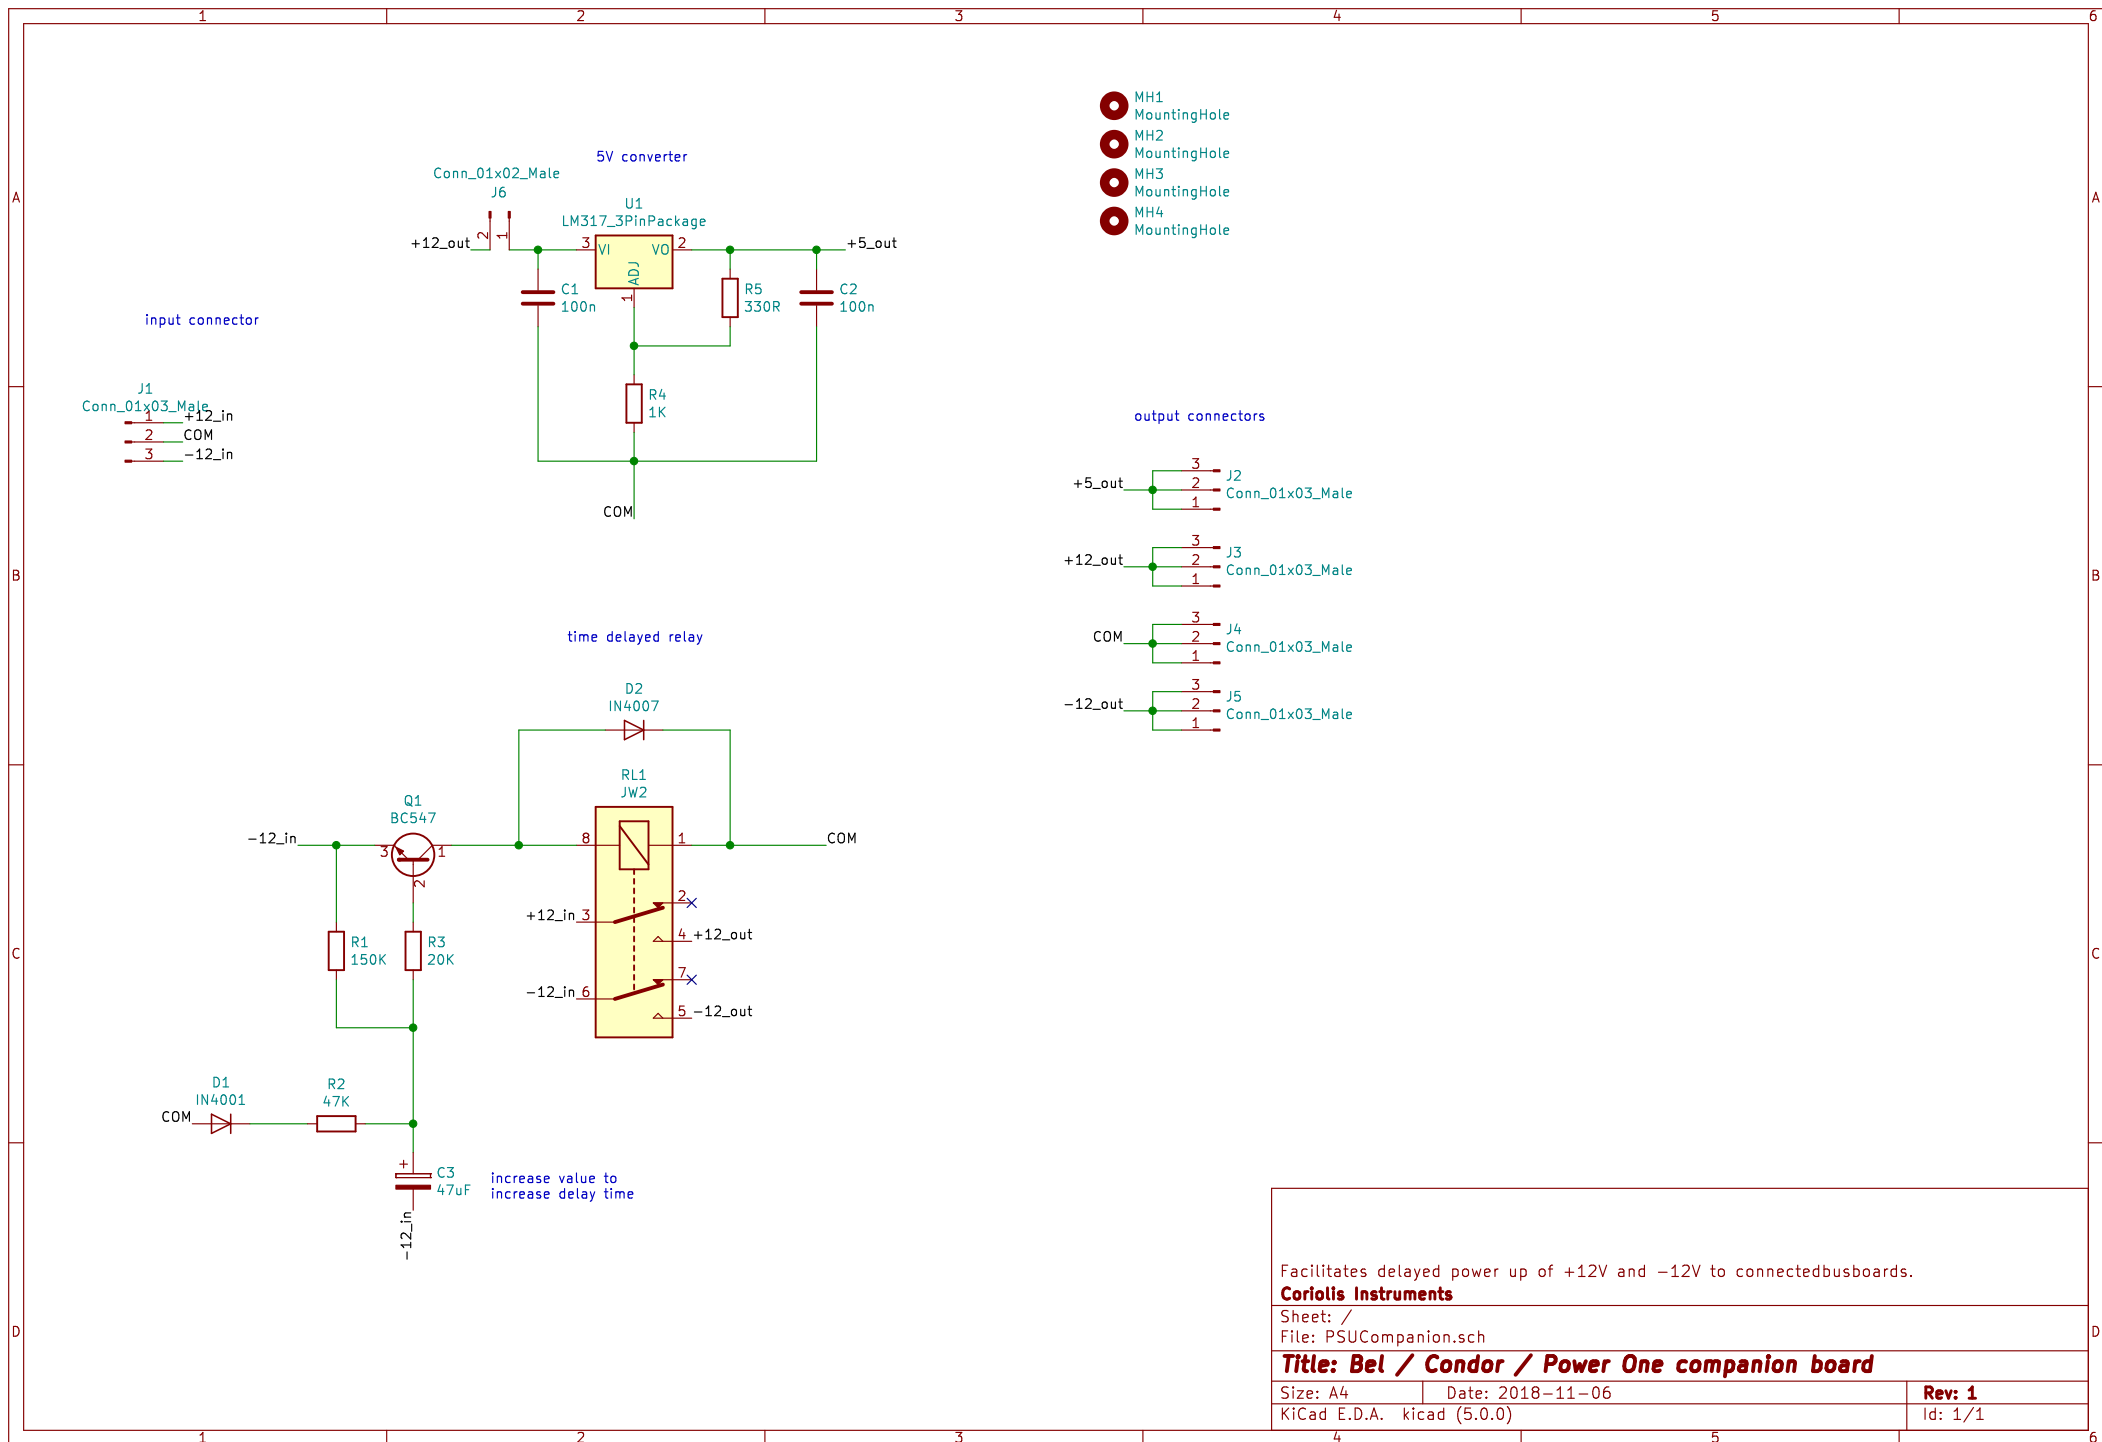 1 2 3 4 5 6
A
B
C
D
A
B
C
D
MH1
MountingHole
MH2
MountingHole
MH3
MountingHole
MH4
MountingHole
5V converter
Conn_01x02_Male
J6
2 1
+12_out
U1
LM317_3PinPackage
3 VI VO 2
ADJ
1
+5_out
C1
100n
R5
330R
C2
100n
R4
1K
COM
input connector
J1
Conn_01x03_Male
1 +12_in
2 COM
3 -12_in
output connectors
+5_out
3
2
1
J2
Conn_01x03_Male
+12_out
3
2
1
J3
Conn_01x03_Male
COM
3
2
1
J4
Conn_01x03_Male
-12_out
3
2
1
J5
Conn_01x03_Male
time delayed relay
D2
IN4007
RL1
JW2
Q1
BC547
-12_in
3 1
2
8 1
COM
2
+12_in 3
4 +12_out
7
-12_in 6
5 -12_out
R1
150K
R3
20K
D1
IN4001
COM
R2
47K
+
C3
47uF
-12_in
increase value to
increase delay time
Facilitates delayed power up of +12V and -12V to connectedbusboards.
Coriolis Instruments
Sheet: /
File: PSUCompanion.sch
Title: Bel / Condor / Power One companion board
Size: A4 Date: 2018-11-06 Rev: 1
KiCad E.D.A. kicad (5.0.0) Id: 1/1
1 2 3 4 5 6